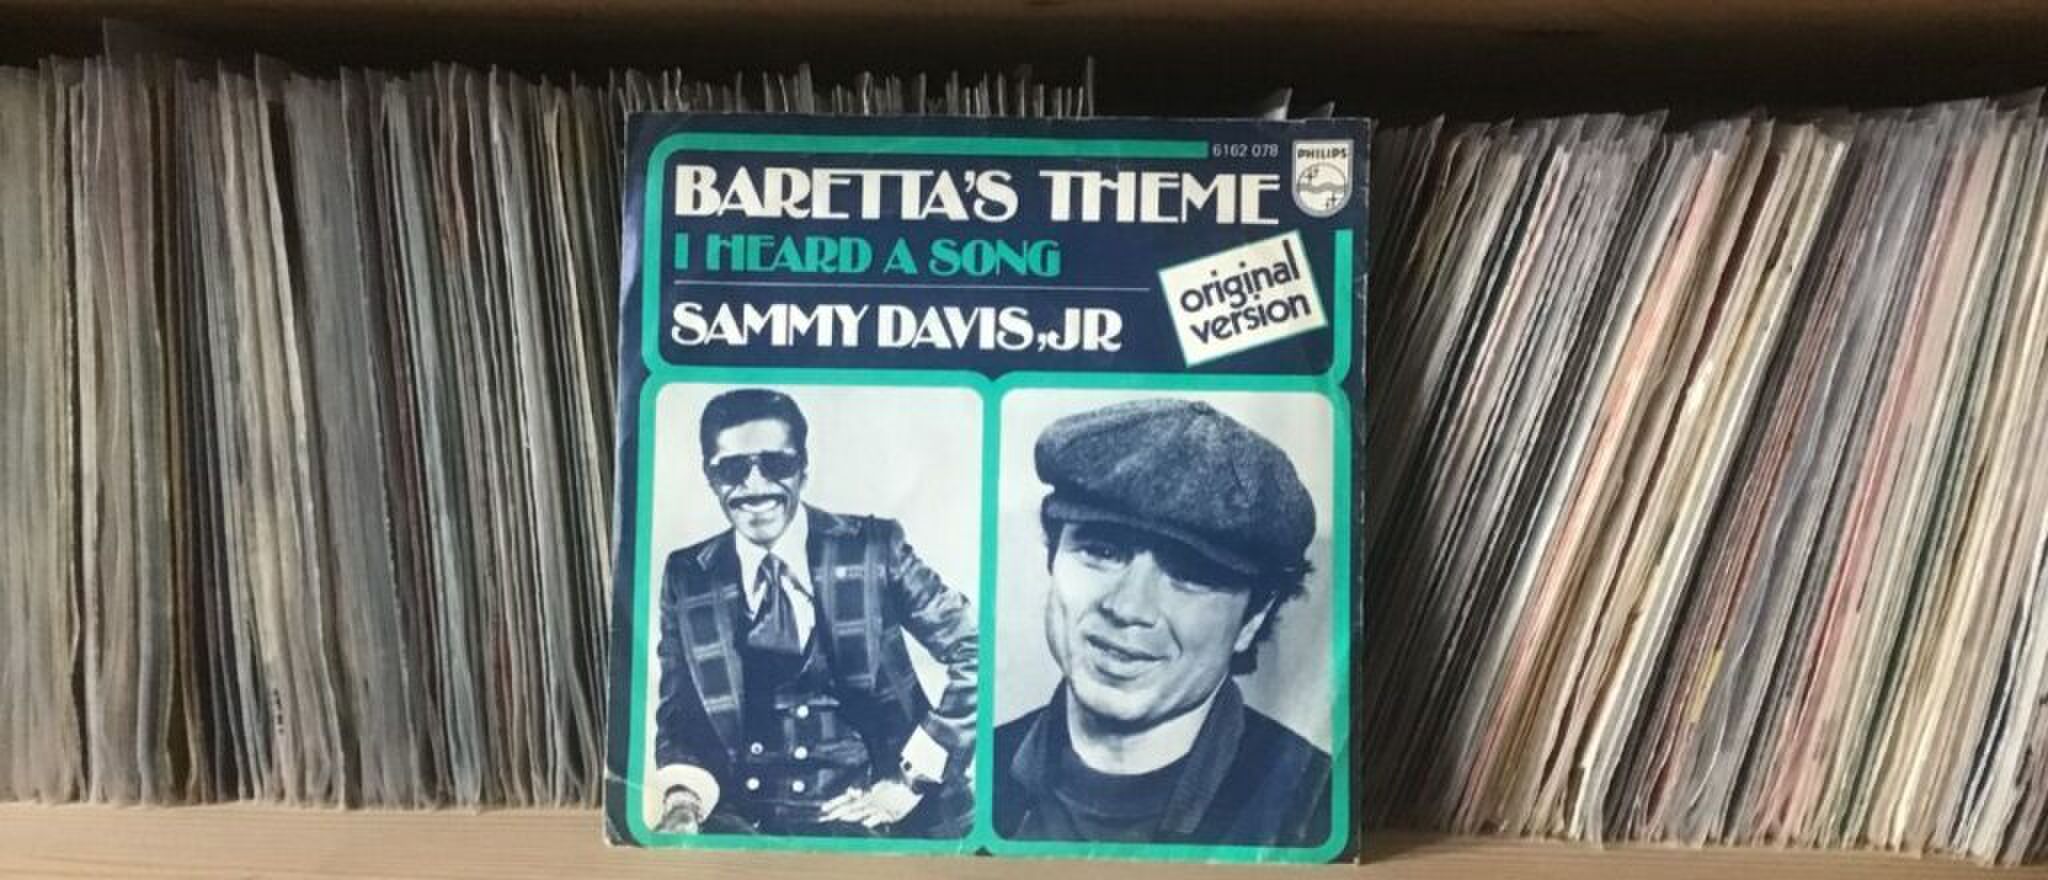 6162 078
PHILIPS
BARETTA'S THEME
I HEARD A SONG
SAMMY DAVIS,JR
original
version